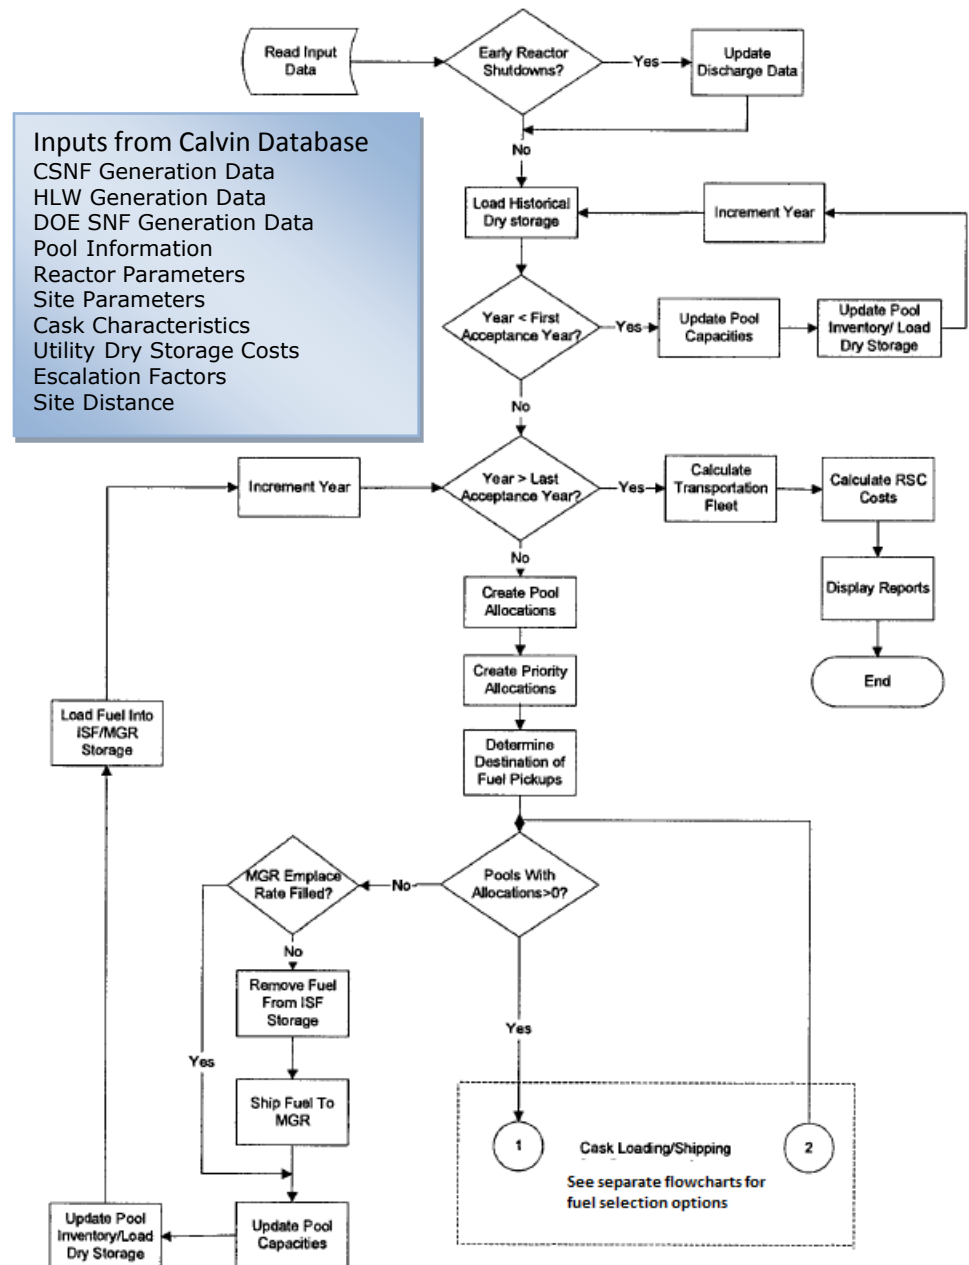 Read Input
Data
Early Reactor
Shutdowns?
Yes
Update
Discharge Data
Inputs from Calvin Database
CSNF Generation Data
HLW Generation Data
DOE SNF Generation Data
Pool Information
Reactor Parameters
Site Parameters
Cask Characteristics
Utility Dry Storage Costs
Escalation Factors
Site Distance
No
Load Historical
Dry storage
Increment Year
Year < First
Acceptance Year?
Yes
Update Pool
Capacities
Update Pool
Inventory/ Load
Dry Storage
No
Increment Year
Year > Last
Acceptance Year?
Yes
Calculate
Transportation
Fleet
Calculate RSC
Costs
No
Create Pool
Allocations
Display Reports
Create Priority
Allocations
End
Load Fuel Into
ISF/MGR
Storage
Determine
Destination of
Fuel Pickups
MGR Emplace
Rate Filled?
No
Pools With
Allocations>0?
No
Remove Fuel
From ISF
Storage
Yes
Yes
Ship Fuel To
MGR
1
Cask Loading/Shipping
2
See separate flowcharts for
fuel selection options
Update Pool
Inventory/Load
Dry Storage
Update Pool
Capacities